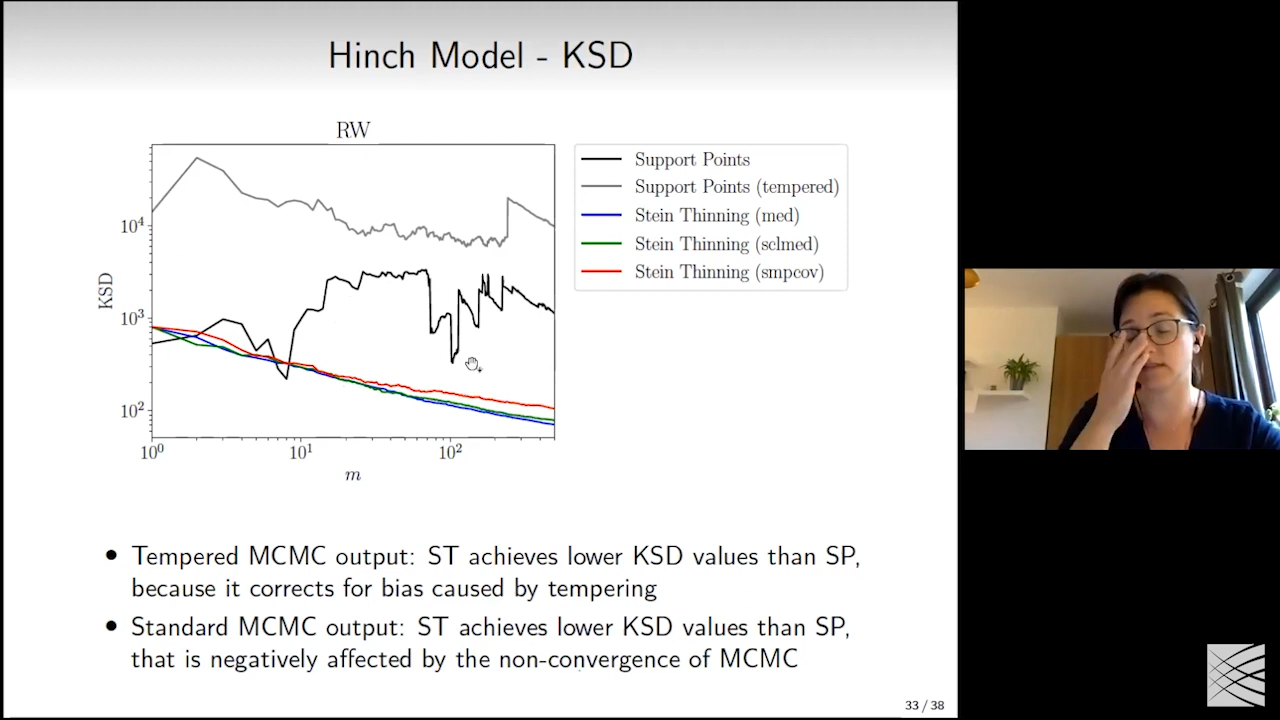 Hinch Model - KSD
RW
KSD
10⁴
10³
10²
10⁰
10¹
10²
m
Support Points
Support Points (tempered)
Stein Thinning (med)
Stein Thinning (sclmed)
Stein Thinning (smpcov)
• Tempered MCMC output: ST achieves lower KSD values than SP,
because it corrects for bias caused by tempering
• Standard MCMC output: ST achieves lower KSD values than SP,
that is negatively affected by the non-convergence of MCMC
33 / 38